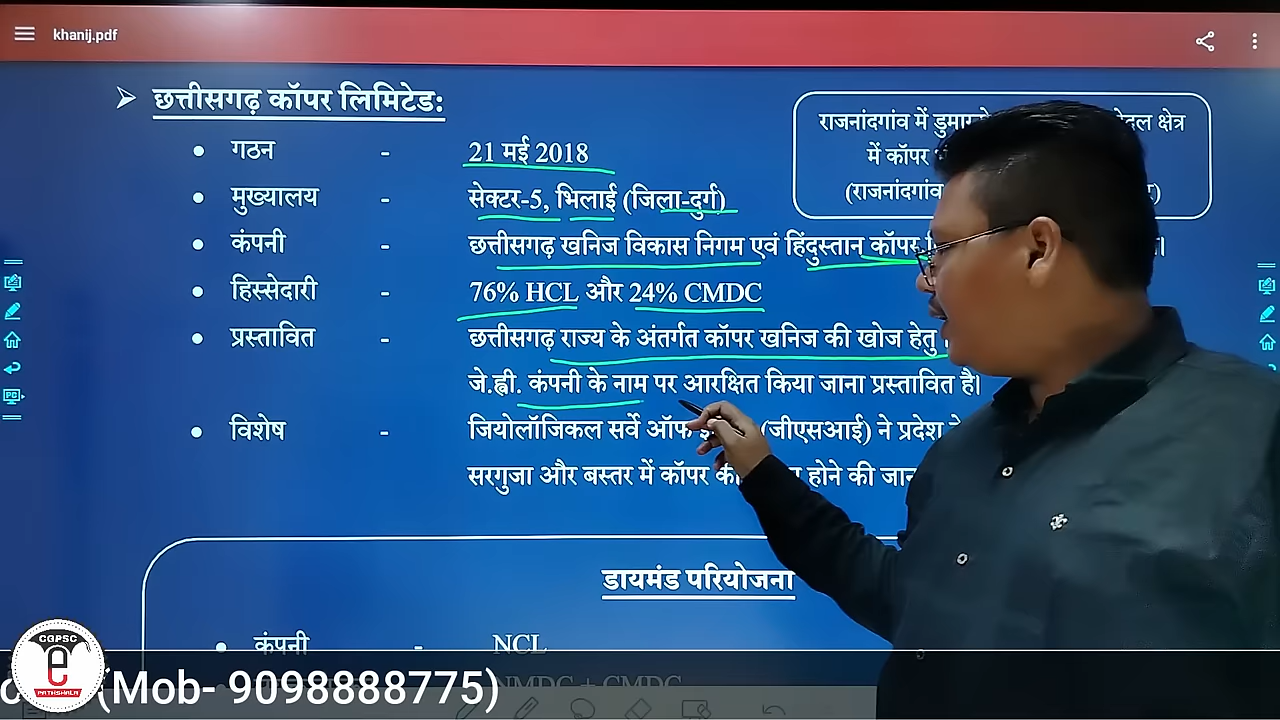 khanij.pdf
छत्तीसगढ़ कॉपर लिमिटेड:
गठन - 21 मई 2018
मुख्यालय - सेक्टर-5, भिलाई (जिला-दुर्ग)
कंपनी - छत्तीसगढ़ खनिज विकास निगम एवं हिंदुस्तान कॉपर
हिस्सेदारी - 76% HCL और 24% CMDC
प्रस्तावित - छत्तीसगढ़ राज्य के अंतर्गत कॉपर खनिज की खोज हेतु
जे.ह्वी. कंपनी के नाम पर आरक्षित किया जाना प्रस्तावित है।
विशेष - जियोलॉजिकल सर्वे ऑफ (जीएसआई) ने प्रदेश
सरगुजा और बस्तर में कॉपर होने की
राजनांदगांव में क्षेत्र
में कॉपर
(राजनांदगांव
डायमंड परियोजना
कंपनी - NCL
NMDC + CMDC
CGPSC
e
PATHSHALA
(Mob- 9098888775)